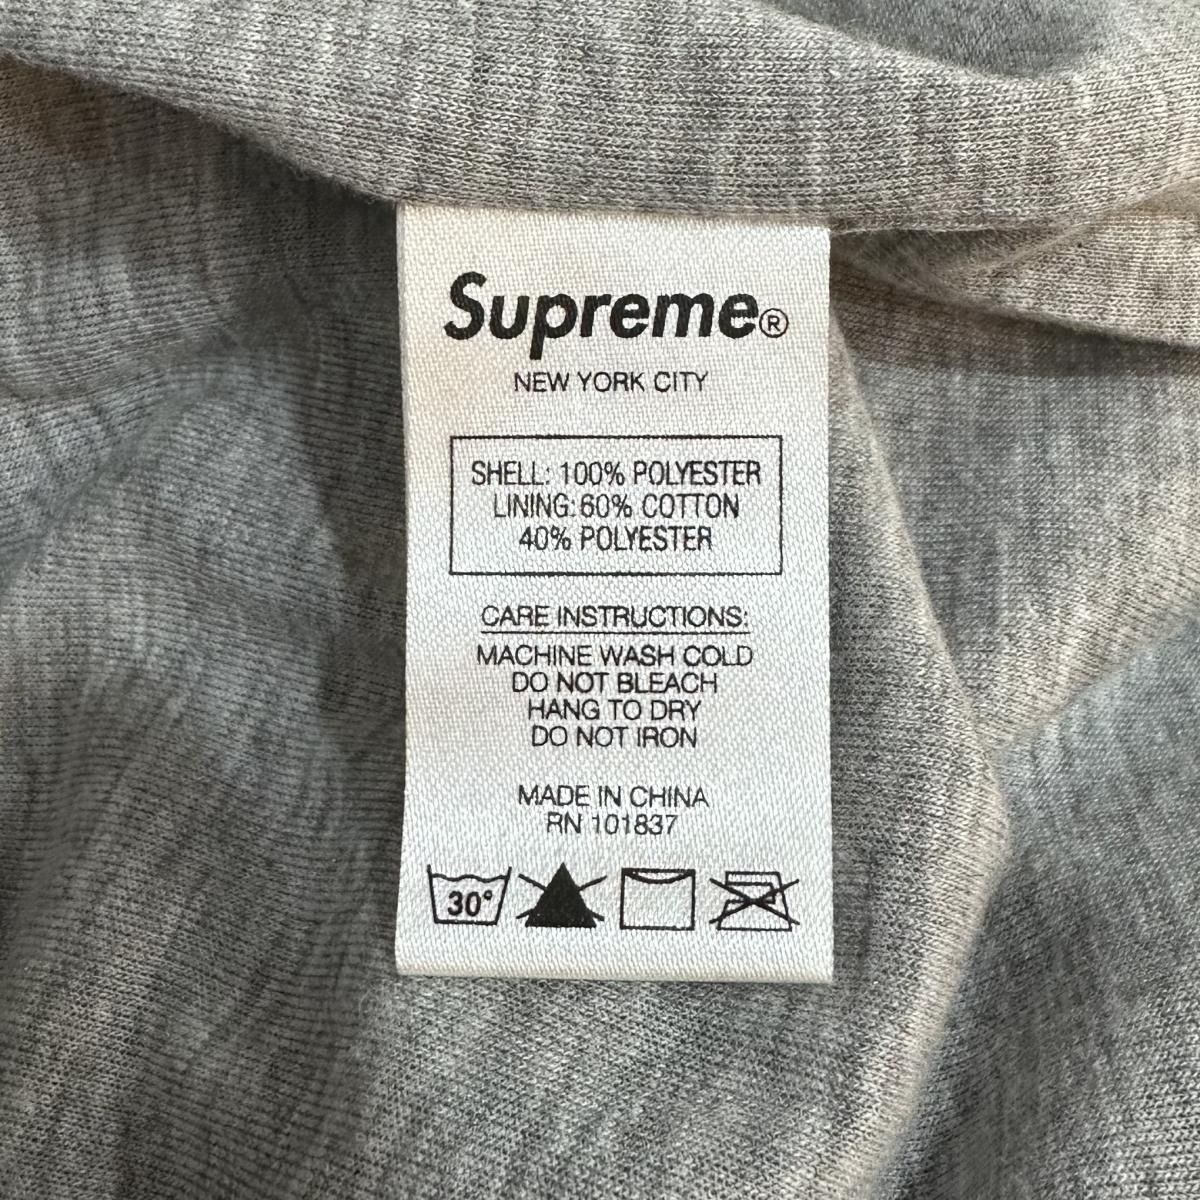 Supreme®
NEW YORK CITY
SHELL: 100% POLYESTER
LINING: 60% COTTON
40% POLYESTER
CARE INSTRUCTIONS:
MACHINE WASH COLD
DO NOT BLEACH
HANG TO DRY
DO NOT IRON
MADE IN CHINA
RN 101837
30°